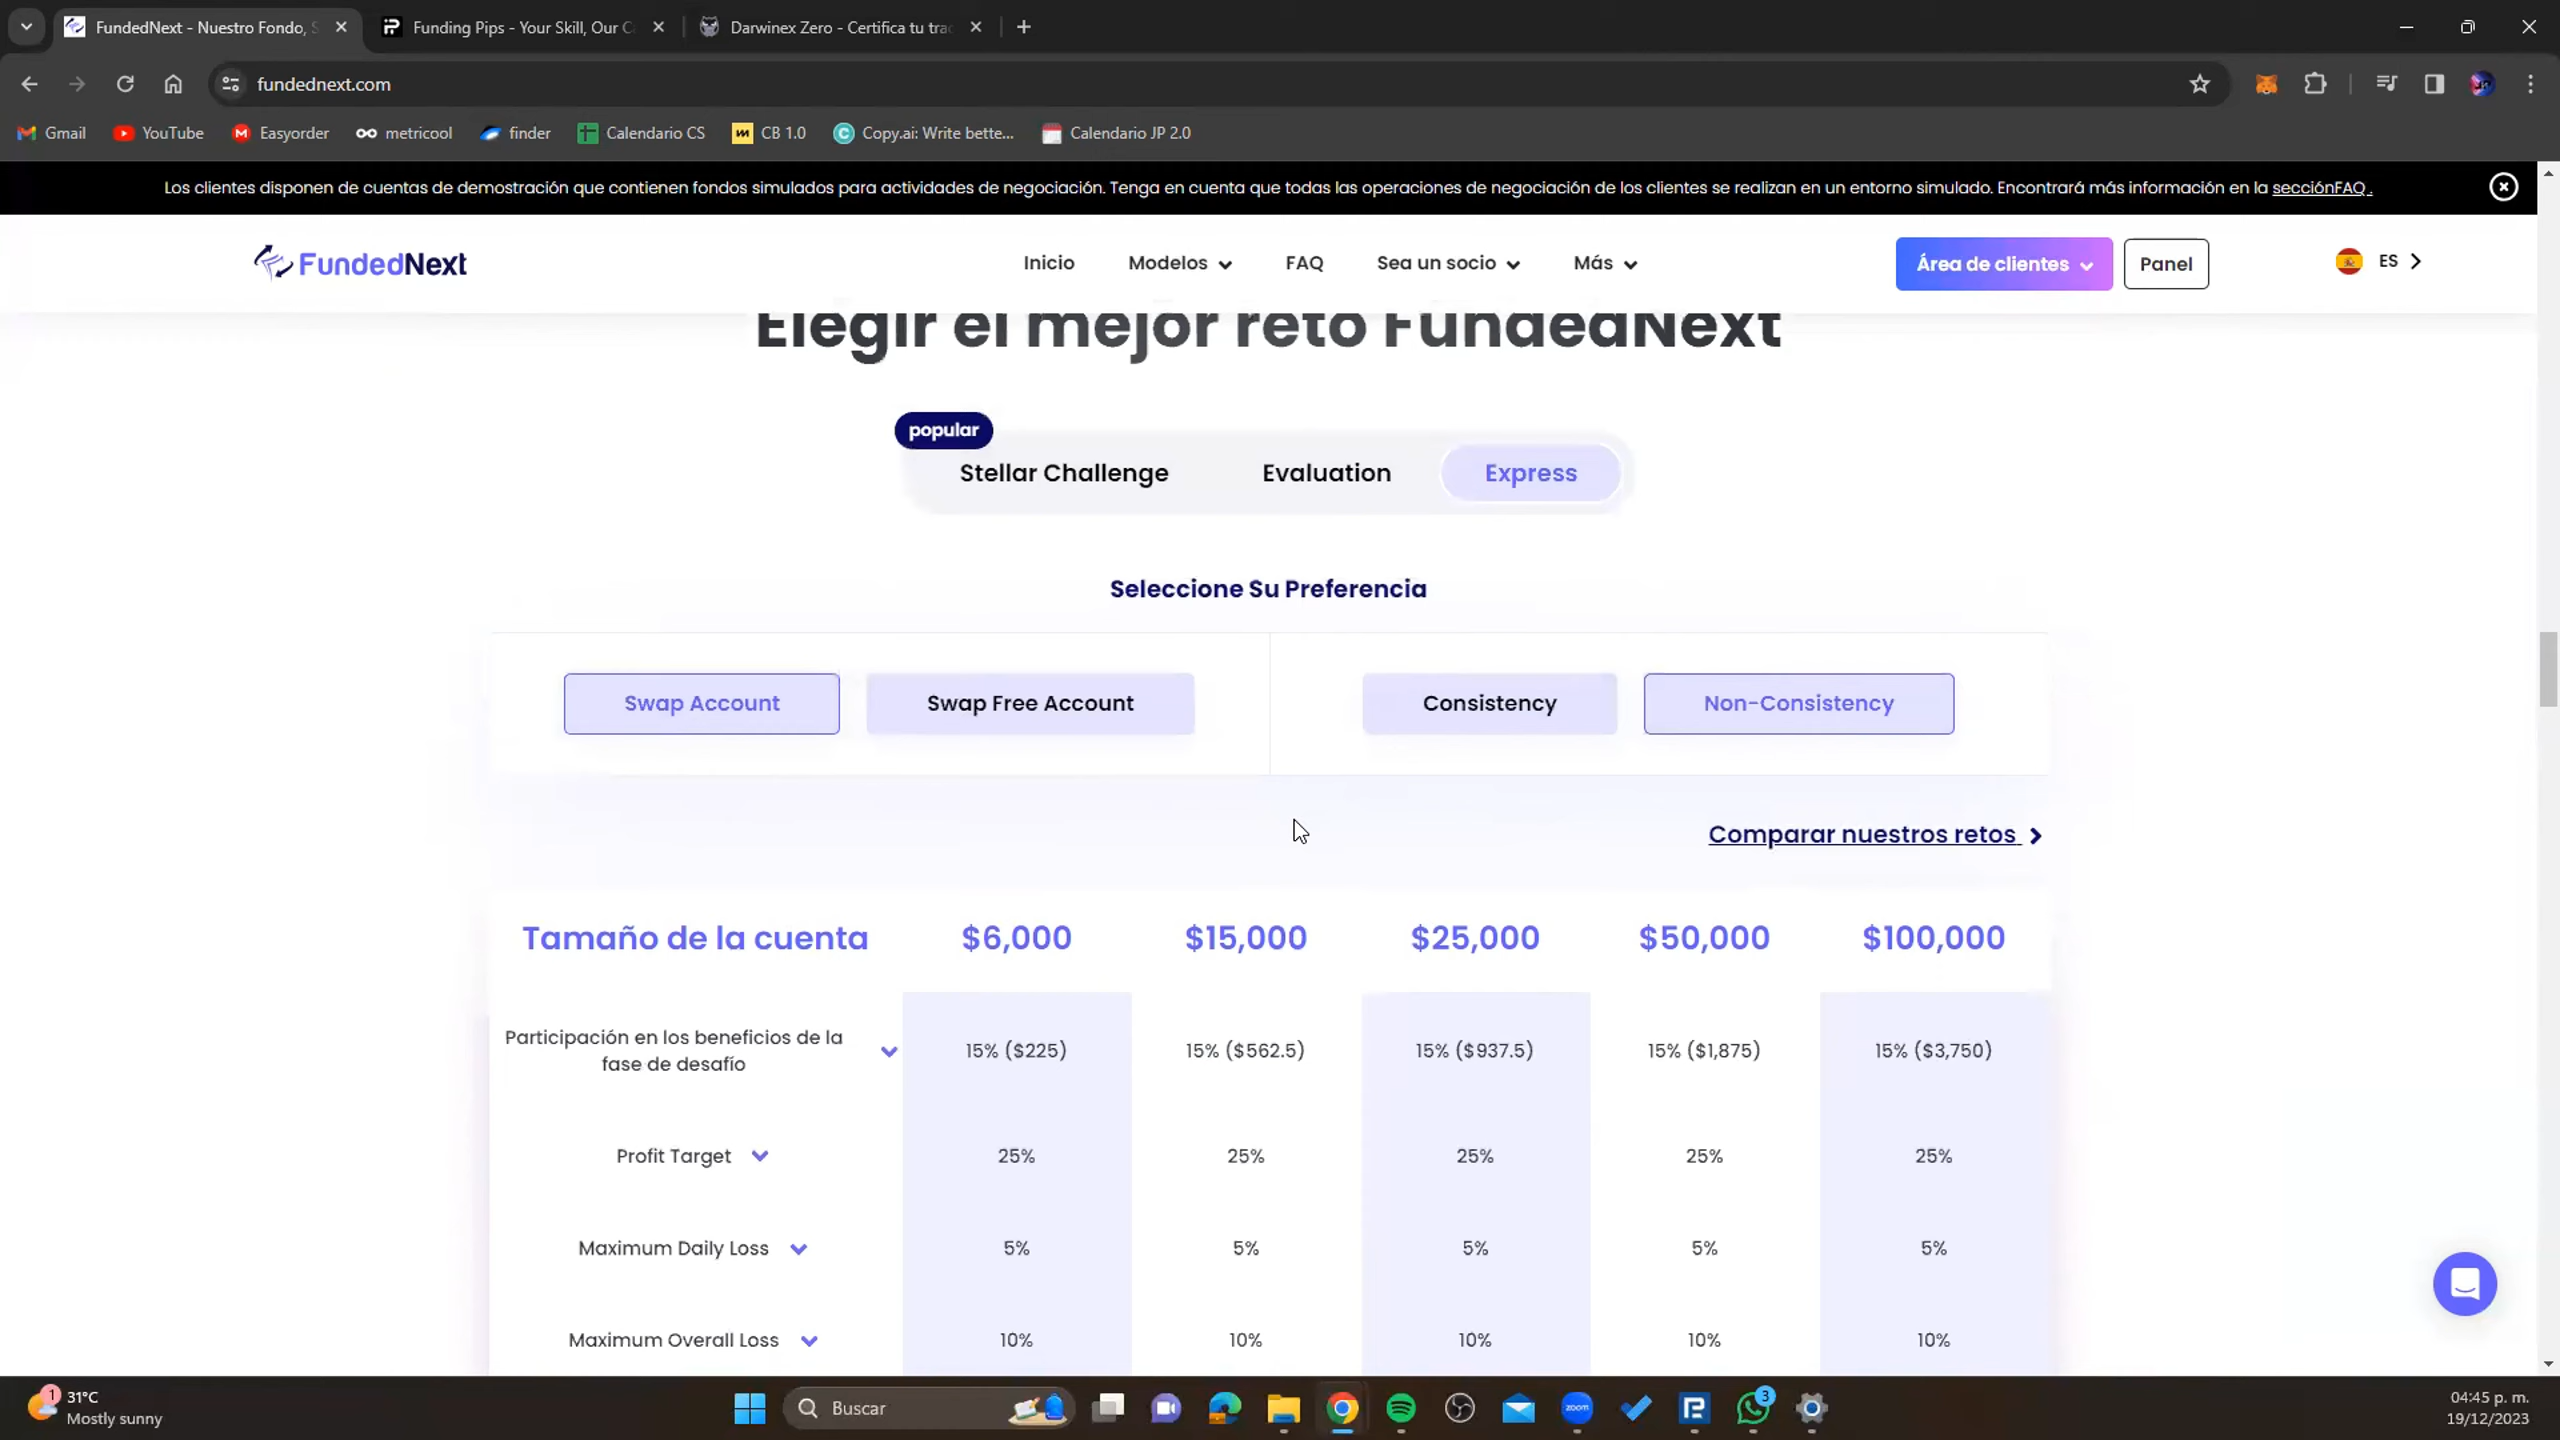 FundedNext - Nuestro Fondo, S
Funding Pips - Your Skill, Our C
Darwinex Zero - Certifica tu trad
fundednext.com
Gmail
YouTube
Easyorder
metricool
finder
Calendario CS
CB 1.0
Copy.ai: Write bette...
Calendario JP 2.0
Los clientes disponen de cuentas de demostración que contienen fondos simulados para actividades de negociación. Tenga en cuenta que todas las operaciones de negociación de los clientes se realizan en un entorno simulado. Encontrará más información en la secciónFAQ .
FundedNext
Inicio
Modelos
FAQ
Sea un socio
Más
Área de clientes
Panel
ES
Elegir el mejor reto FundedNext
popular
Stellar Challenge
Evaluation
Express
Seleccione Su Preferencia
Swap Account
Swap Free Account
Consistency
Non-Consistency
Comparar nuestros retos
Tamaño de la cuenta $6,000 $15,000 $25,000 $50,000 $100,000
Participación en los beneficios de la
fase de desafío
15% ($225) 15% ($562.5) 15% ($937.5) 15% ($1,875) 15% ($3,750)
Profit Target 25% 25% 25% 25% 25%
Maximum Daily Loss 5% 5% 5% 5% 5%
Maximum Overall Loss 10% 10% 10% 10% 10%
1
31°C
Mostly sunny
Buscar
zoom
3
04:45 p. m.
19/12/2023